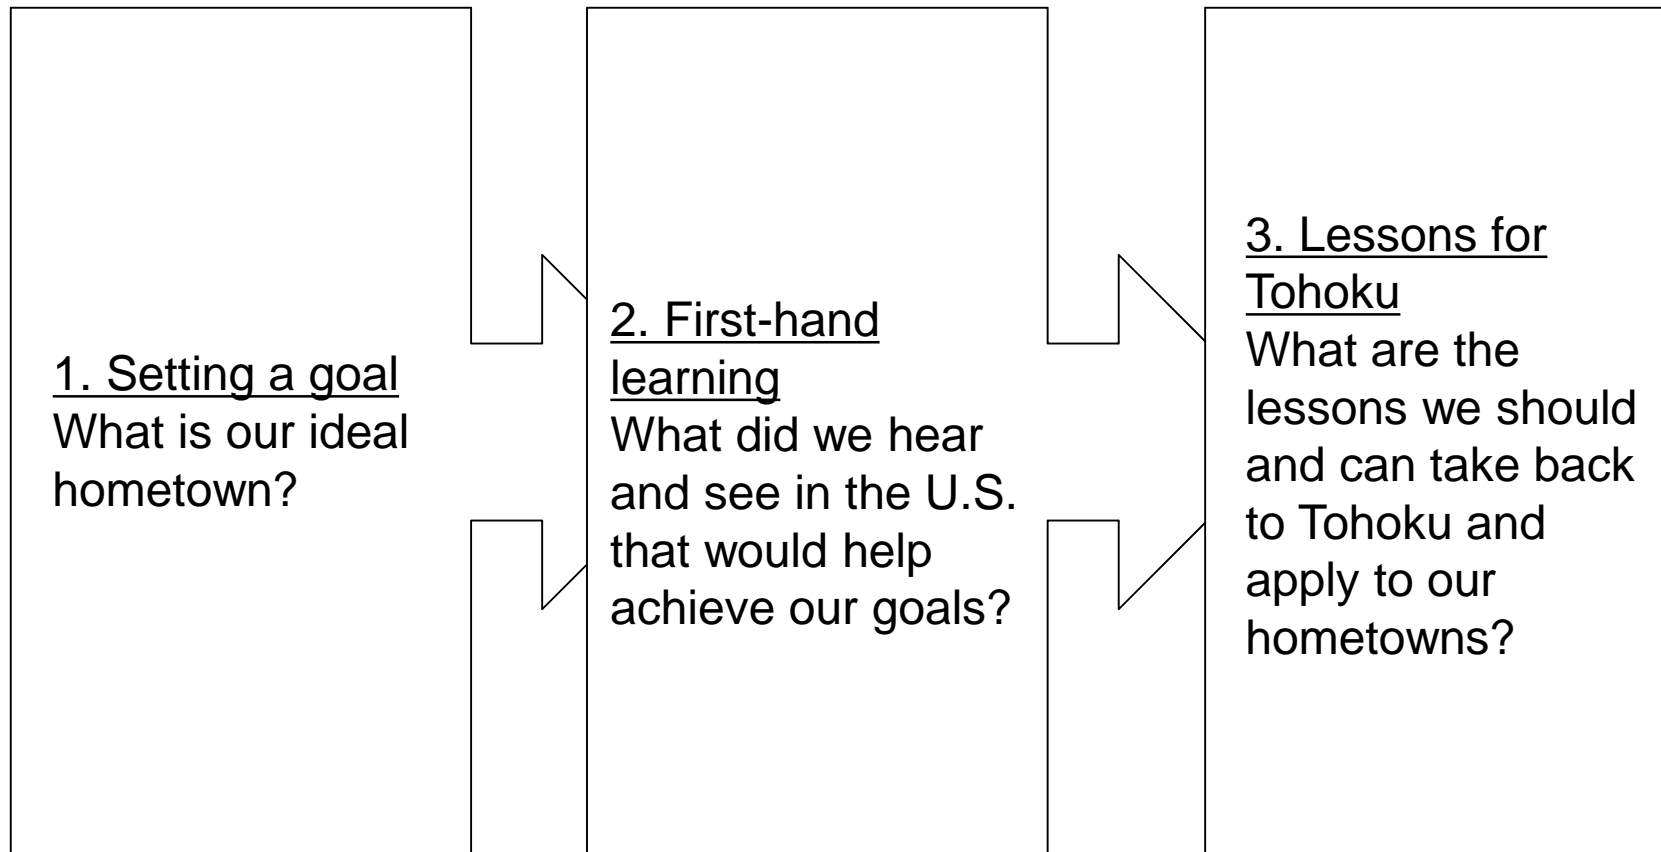 1. Setting a goal
What is our ideal
hometown?
2. First-hand
learning
What did we hear
and see in the U.S.
that would help
achieve our goals?
3. Lessons for
Tohoku
What are the
lessons we should
and can take back
to Tohoku and
apply to our
hometowns?